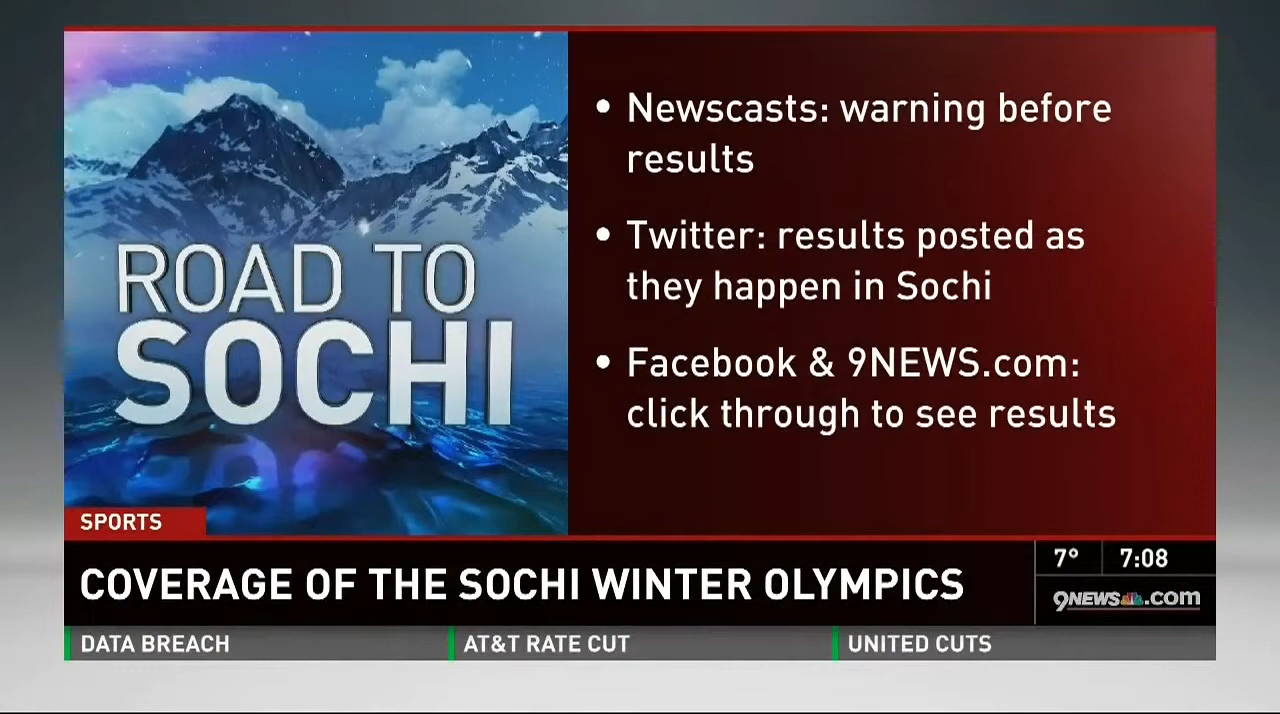 ROAD TO
SOCHI
• Newscasts: warning before
results
• Twitter: results posted as
they happen in Sochi
• Facebook & 9NEWS.com:
click through to see results
SPORTS
COVERAGE OF THE SOCHI WINTER OLYMPICS
7° 7:08
9NEWS.com
DATA BREACH AT&T RATE CUT UNITED CUTS